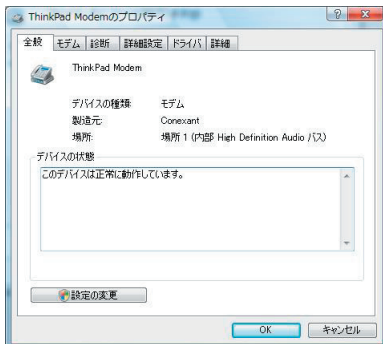 ThinkPad Modemのプロパティ
全般 モデム 診断 詳細設定 ドライバ 詳細
ThinkPad Modem
デバイスの種類: モデム
製造元: Conexant
場所: 場所 1 (内部 High Definition Audio バス)
デバイスの状態
このデバイスは正常に動作しています。
設定の変更
OK キャンセル